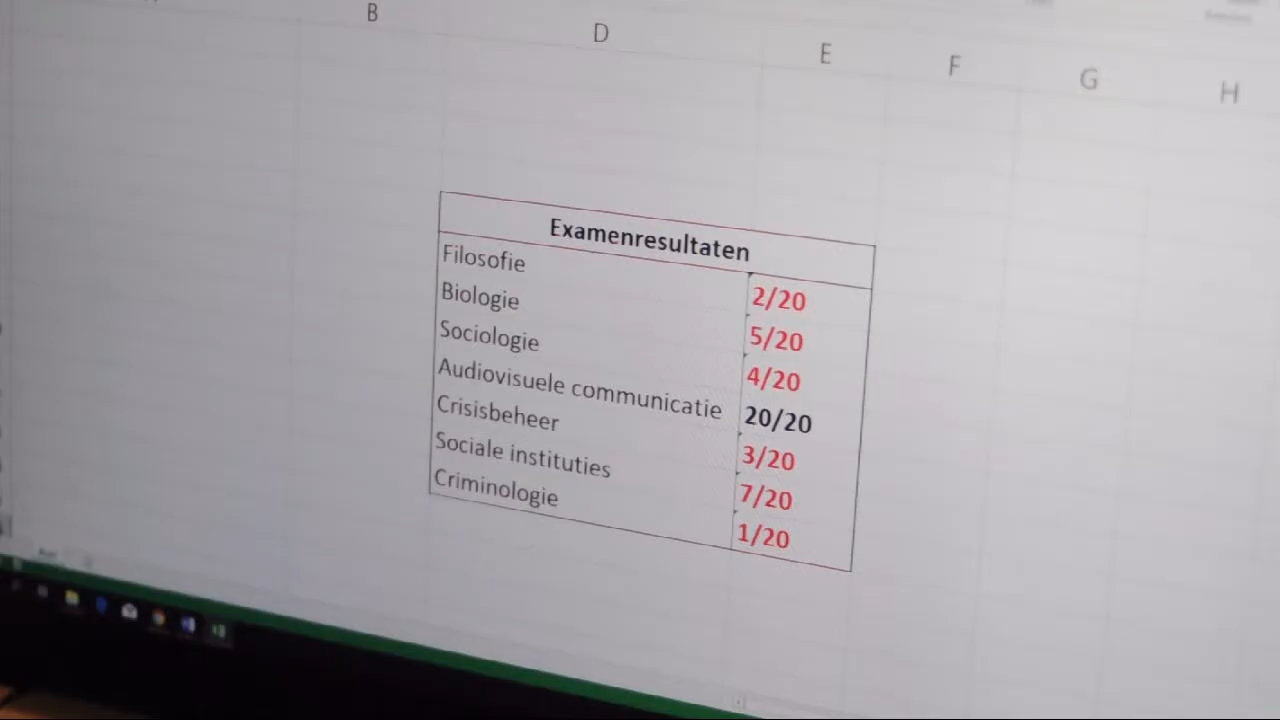 B D E F G H
Examenresultaten
Filosofie 2/20
Biologie 5/20
Sociologie 4/20
Audiovisuele communicatie 20/20
Crisisbeheer 3/20
Sociale instituties 7/20
Criminologie 1/20